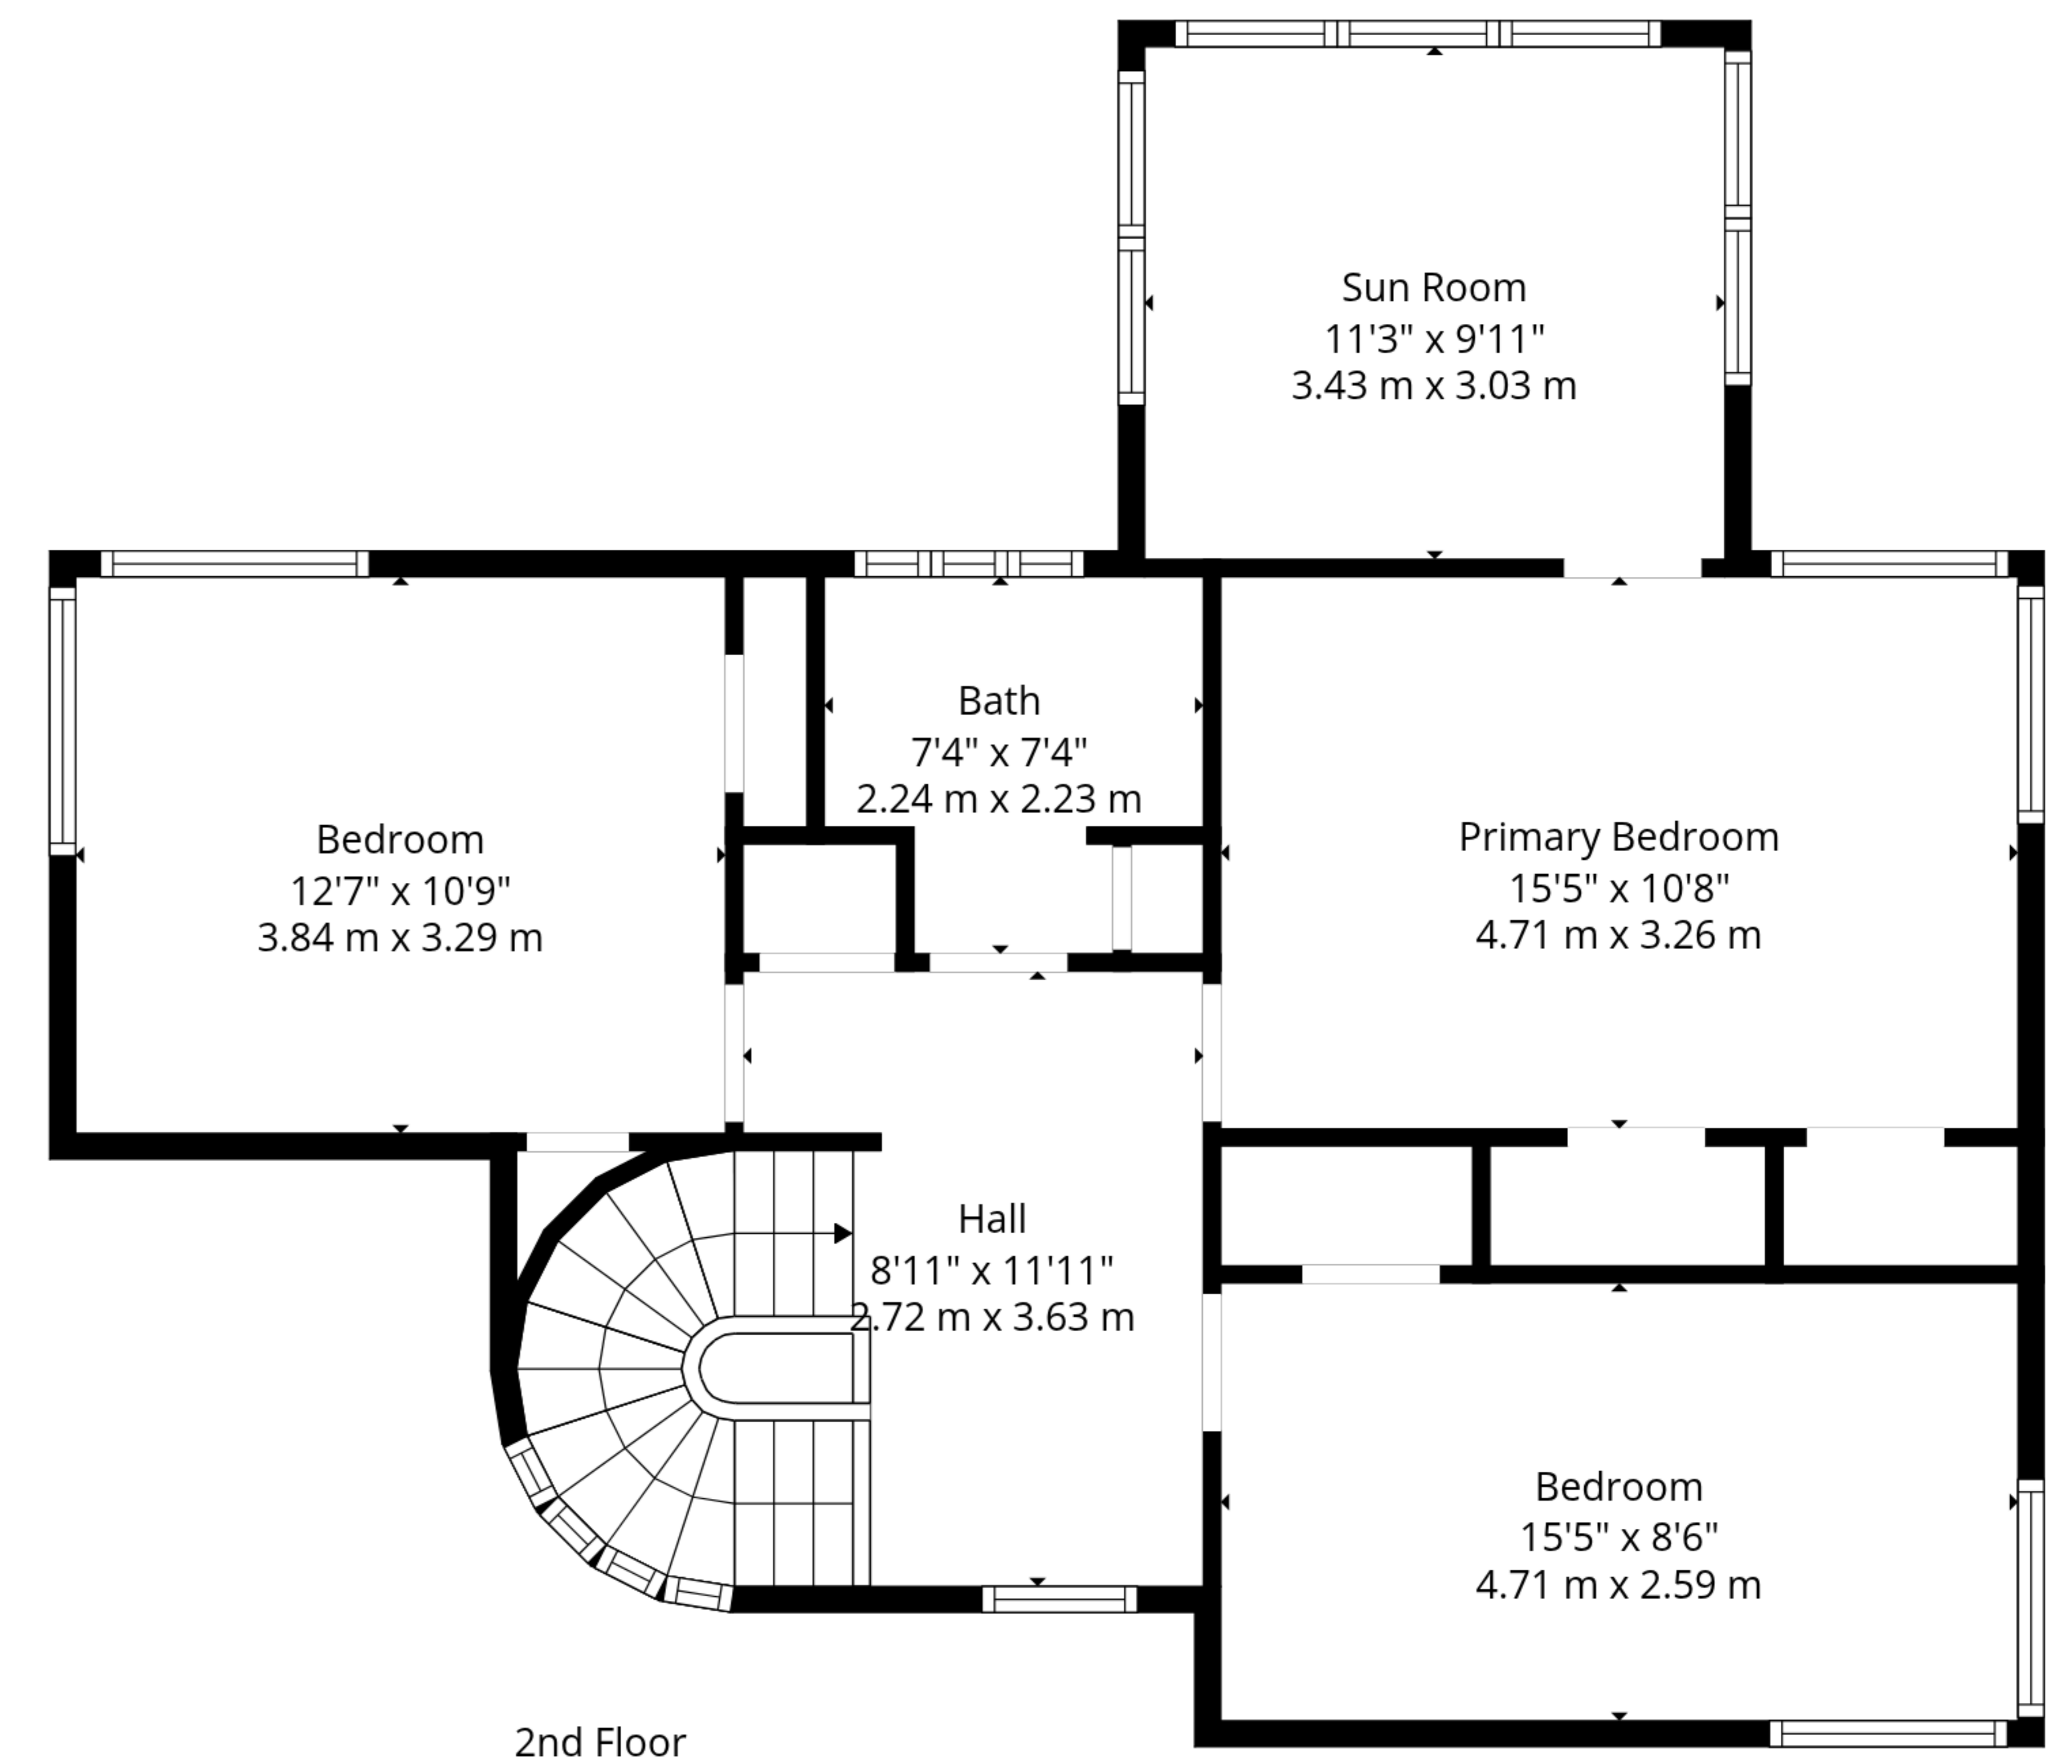 Sun Room
11'3" x 9'11"
3.43 m x 3.03 m
Bath
7'4" x 7'4"
2.24 m x 2.23 m
Bedroom
12'7" x 10'9"
3.84 m x 3.29 m
Primary Bedroom
15'5" x 10'8"
4.71 m x 3.26 m
Hall
8'11" x 11'11"
2.72 m x 3.63 m
Bedroom
15'5" x 8'6"
4.71 m x 2.59 m
2nd Floor